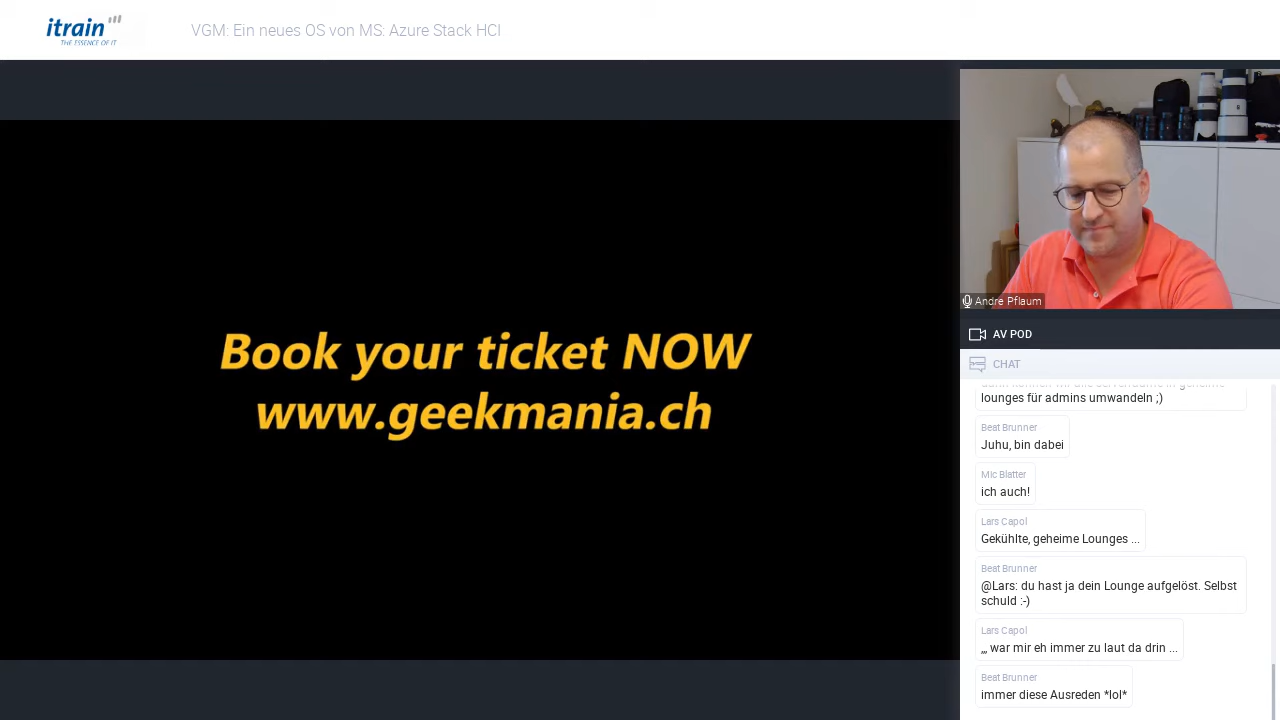 itrain
THE ESSENCE OF IT
VGM: Ein neues OS von MS: Azure Stack HCI
Book your ticket NOW
www.geekmania.ch
Andre Pflaum
AV POD
CHAT
lounges für admins umwandeln ;)
Beat Brunner
Juhu, bin dabei
Mic Blatter
ich auch!
Lars Capol
Gekühlte, geheime Lounges ...
Beat Brunner
@Lars: du hast ja dein Lounge aufgelöst. Selbst
schuld :-)
Lars Capol
,,, war mir eh immer zu laut da drin ...
Beat Brunner
immer diese Ausreden *lol*